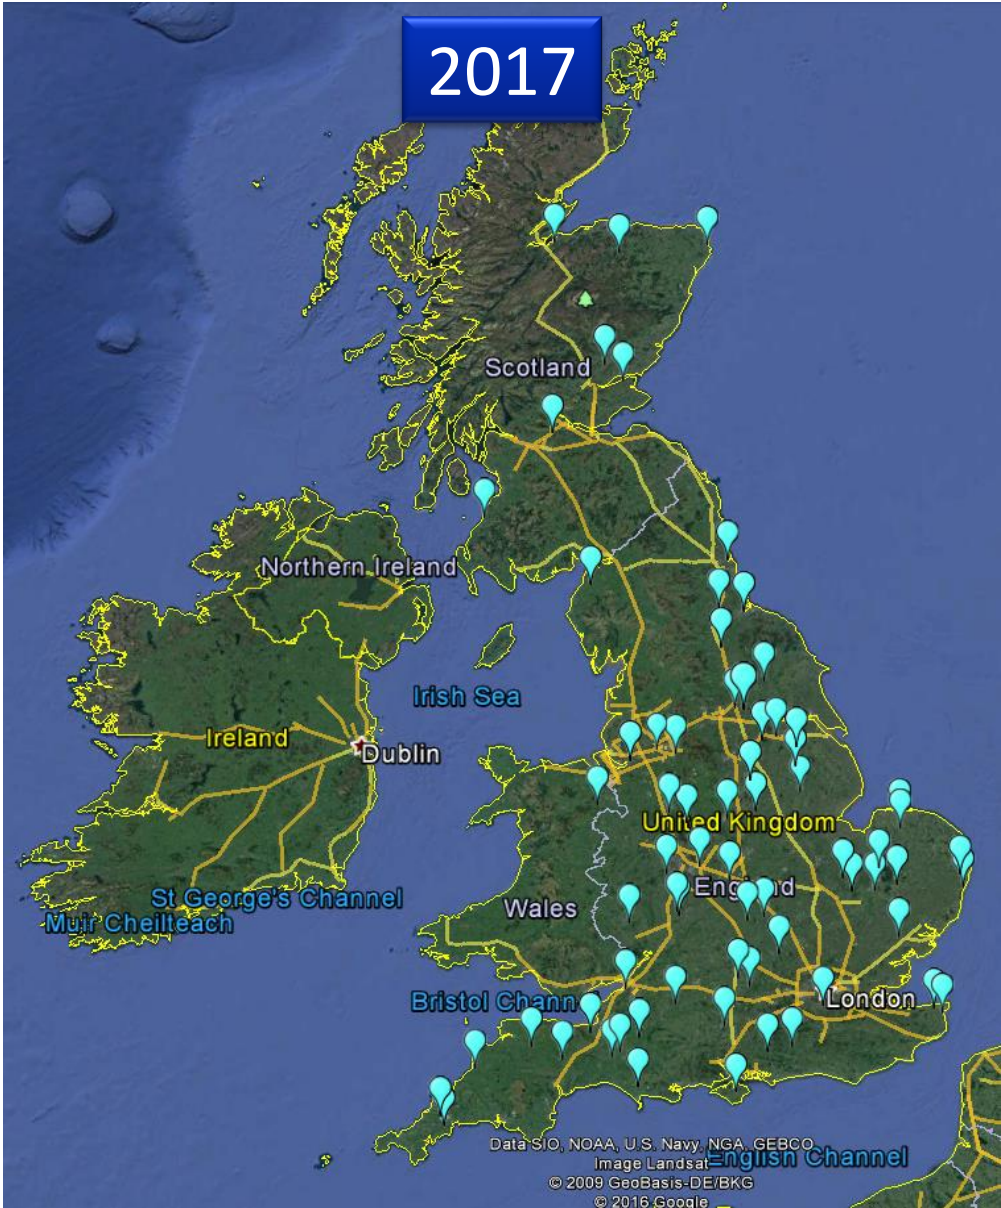 2017
Scotland
Northern Ireland
Irish Sea
Ireland
Dublin
United Kingdom
England
St George's Channel
Wales
Muir Cheilteach
London
Bristol Chann
Data SIO, NOAA, U.S. Navy, NGA, GEBCO
Image Landsat
English Channel
© 2009 GeoBasis-DE/BKG
© 2016 Google